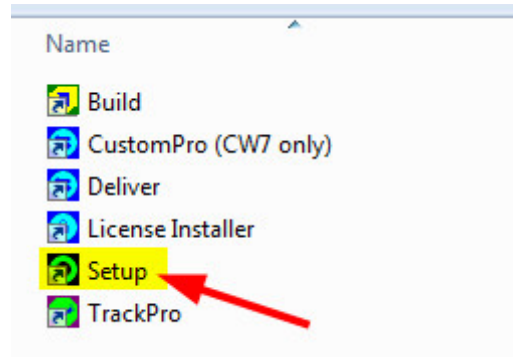 Name
Build
CustomPro (CW7 only)
Deliver
License Installer
Setup
TrackPro